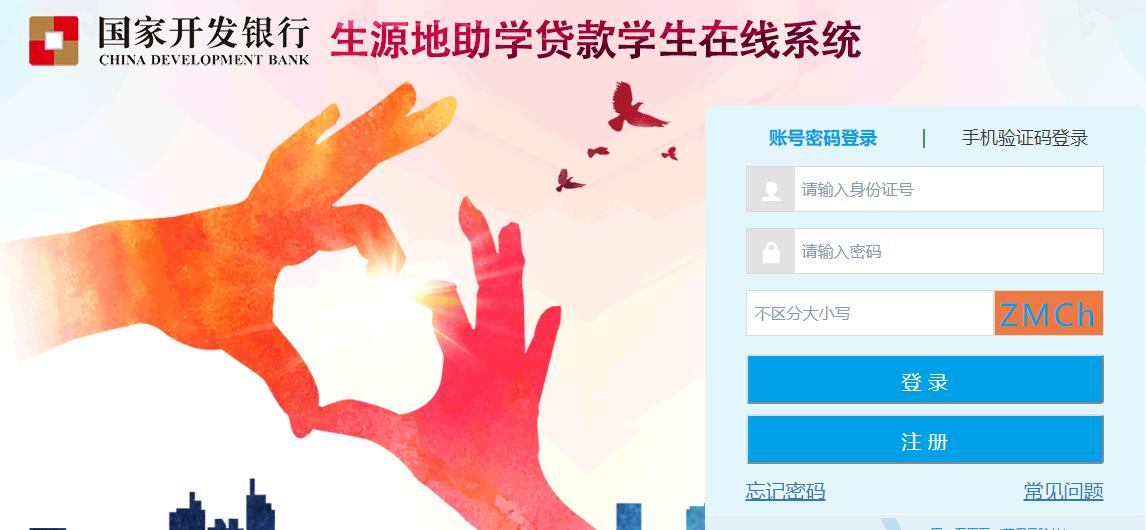 国家开发银行
CHINA DEVELOPMENT BANK
生源地助学贷款学生在线系统
账号密码登录 | 手机验证码登录
请输入身份证号
请输入密码
不区分大小写
ZMCh
登 录
注 册
忘记密码
常见问题